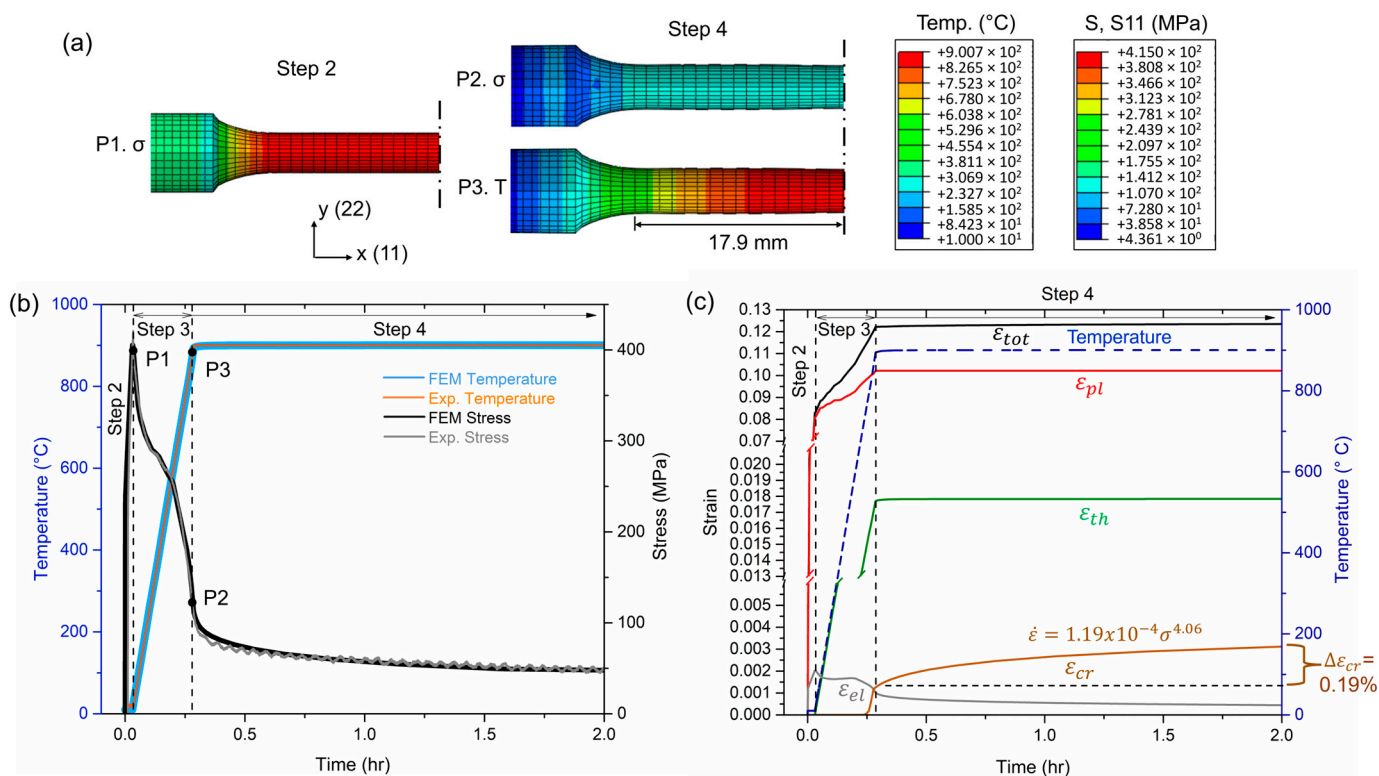 (a)
Step 2
P1. σ
y (22)
x (11)
Step 4
P2. σ
P3. T
17.9 mm
Temp. (°C)
+9.007 × 10²
+8.265 × 10²
+7.523 × 10²
+6.780 × 10²
+6.038 × 10²
+5.296 × 10²
+4.554 × 10²
+3.811 × 10²
+3.069 × 10²
+2.327 × 10²
+1.585 × 10²
+8.423 × 10¹
+1.000 × 10¹
S, S11 (MPa)
+4.150 × 10²
+3.808 × 10²
+3.466 × 10²
+3.123 × 10²
+2.781 × 10²
+2.439 × 10²
+2.097 × 10²
+1.755 × 10²
+1.412 × 10²
+1.070 × 10²
+7.280 × 10¹
+3.858 × 10¹
+4.361 × 10⁰
(b)
Temperature (°C)
1000
800
600
400
200
0
Step 2
Step 3
Step 4
P1
P3
P2
FEM Temperature
Exp. Temperature
FEM Stress
Exp. Stress
400
300
200
100
0
Stress (MPa)
0.0
0.5
1.0
1.5
2.0
Time (hr)
(c)
Strain
0.13
0.12
0.11
0.10
0.09
0.08
0.07
0.020
0.019
0.018
0.017
0.016
0.015
0.014
0.013
0.005
0.004
0.003
0.002
0.001
0.000
Step 2
Step 3
Step 4
ε_tot
Temperature
ε_pl
ε_th
ε̇ = 1.19x10⁻⁴σ^4.06
ε_cr
ε_el
Δε_cr=
0.19%
1000
800
600
400
200
0
Temperature (° C)
0.0
0.5
1.0
1.5
2.0
Time (hr)